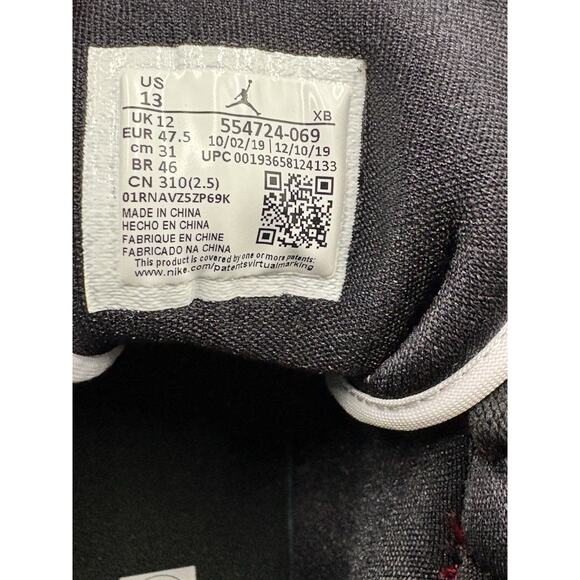 US
13
XB
UK 12
554724-069
EUR 47.5
10/02/19 12/10/19
cm 31
UPC 00193658124133
BR 46
CN 310(2.5)
01RNAVZ5ZP69K
MADE IN CHINA
HECHO EN CHINA
FABRIQUE EN CHINE
FABRICADO NA CHINA
This product is covered by one or more patents:
www.nike.com/patentsvirtualmarking